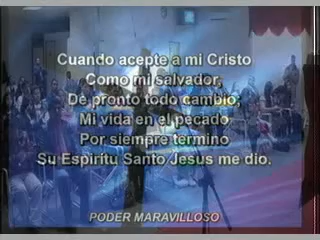 Cuando acepte a mi Cristo
Como mi salvador,
De pronto todo cambio,
Mi vida en el pecado
Por siempre termino
Su Espiritu Santo Jesus me dio.
PODER MARAVILLOSO